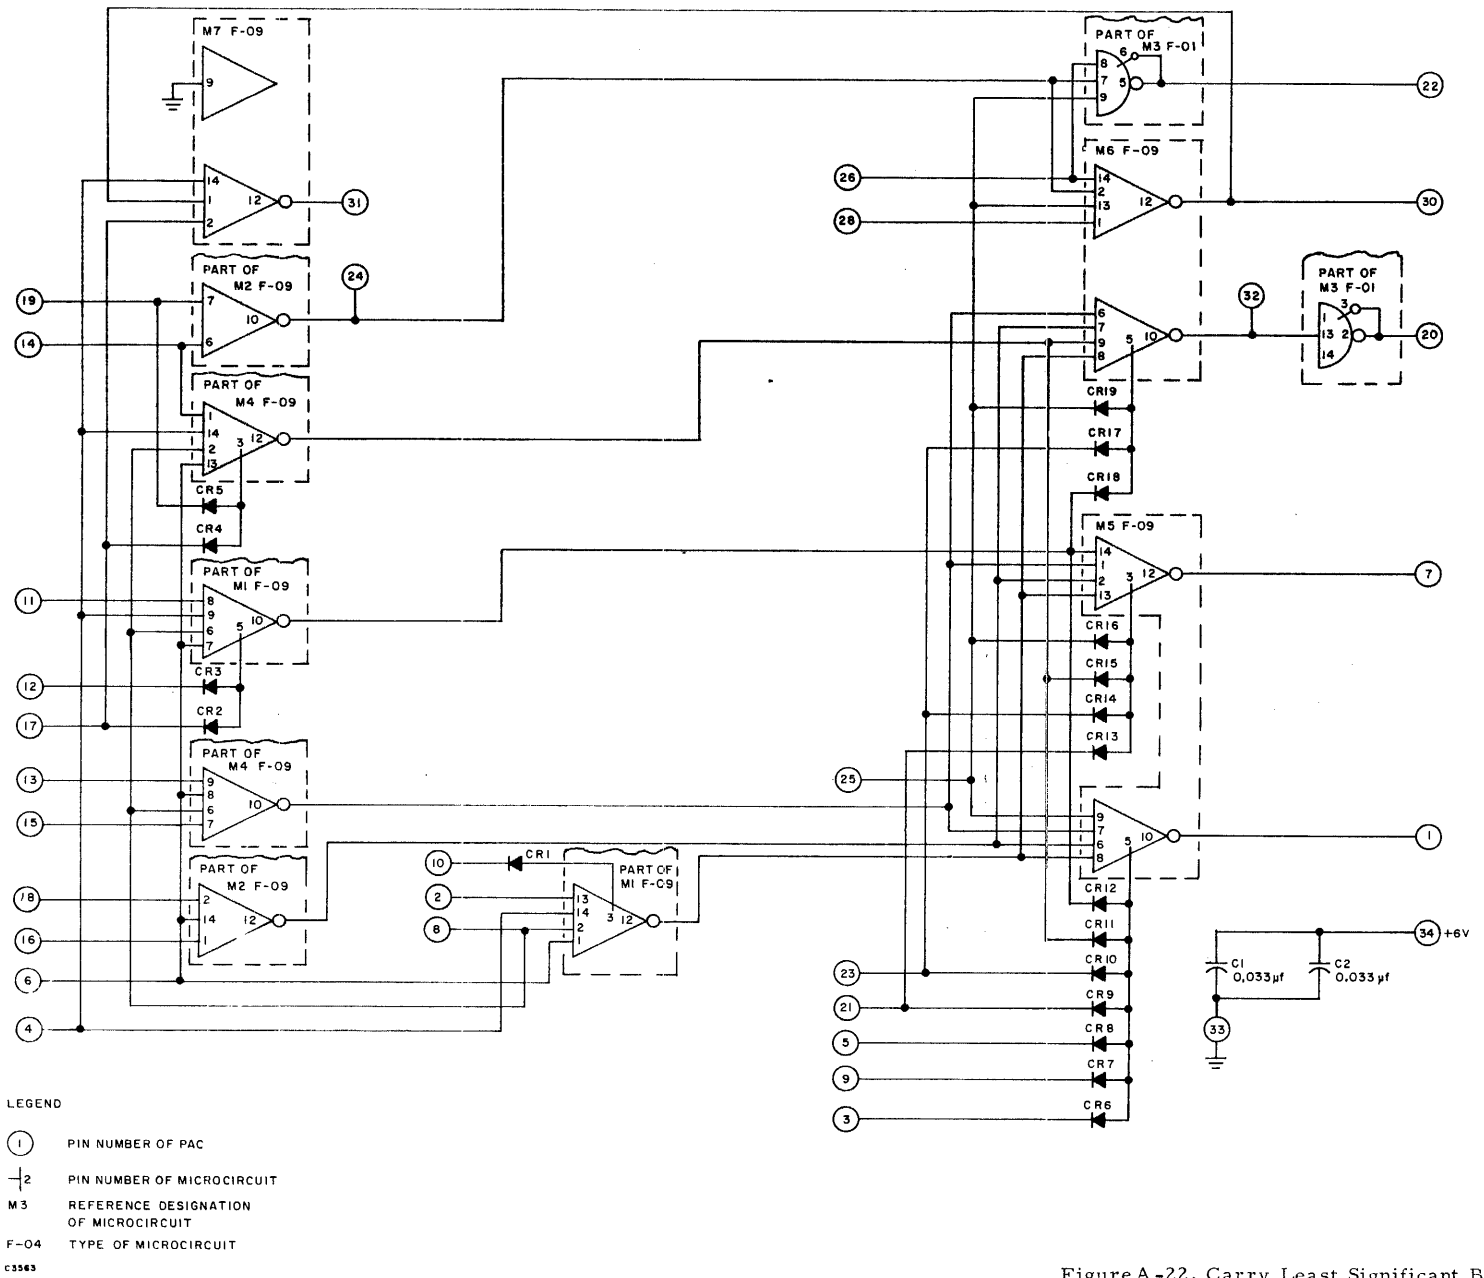 M7 F-09
9
14
1
2
12
31
PART OF
M2 F-09
7
10
6
24
19
14
PART OF
M4 F-09
1
14
2
13
3
12
CR5
CR4
PART OF
M1 F-09
8
9
6
7
5
10
11
CR3
12
CR2
17
PART OF
M4 F-09
9
8
6
7
10
13
15
PART OF
M2 F-09
2
14
1
12
18
16
6
4
10
CR1
2
8
PART OF
M1 F-09
13
14
2
1
3
12
PART OF
M3 F-01
6
8
7
9
5
22
M6 F-09
26
28
14
2
13
1
12
30
6
7
9
8
5
10
32
PART OF
M3 F-01
3
1
13
2
14
20
CR19
CR17
CR18
M5 F-09
14
1
2
13
3
12
7
CR16
CR15
CR14
CR13
25
9
7
6
8
5
10
1
CR12
CR11
CR10
CR9
CR8
CR7
CR6
23
21
5
9
3
34 +6V
C1
0.033 µf
C2
0.033 µf
33
LEGEND
1 PIN NUMBER OF PAC
2 PIN NUMBER OF MICROCIRCUIT
M3 REFERENCE DESIGNATION
OF MICROCIRCUIT
F-04 TYPE OF MICROCIRCUIT
C3563
Figure A-22. Carry Least Significant B